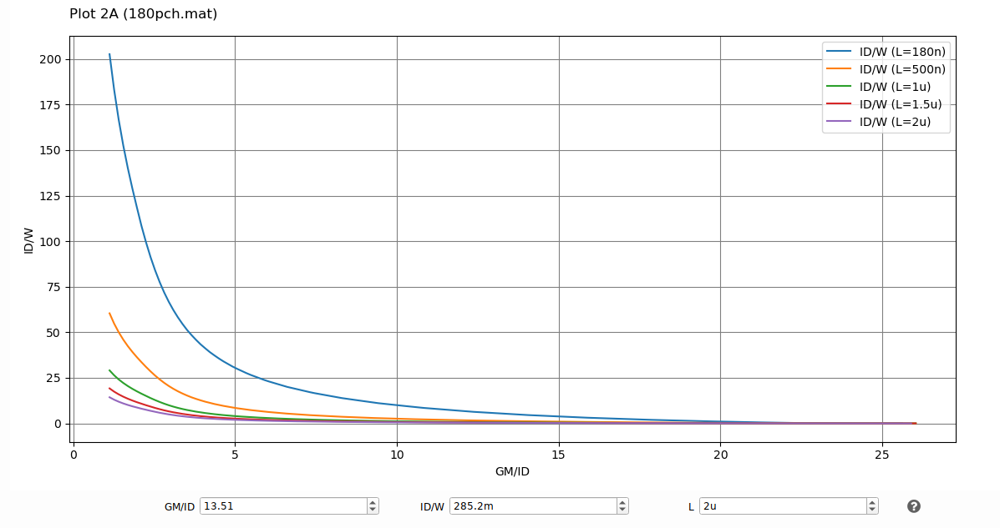 Plot 2A (180pch.mat)
200
175
150
125
100
75
50
25
0
ID/W
ID/W (L=180n)
ID/W (L=500n)
ID/W (L=1u)
ID/W (L=1.5u)
ID/W (L=2u)
0 5 10 15 20 25
GM/ID
GM/ID 13.51 ID/W 285.2m L 2u ?